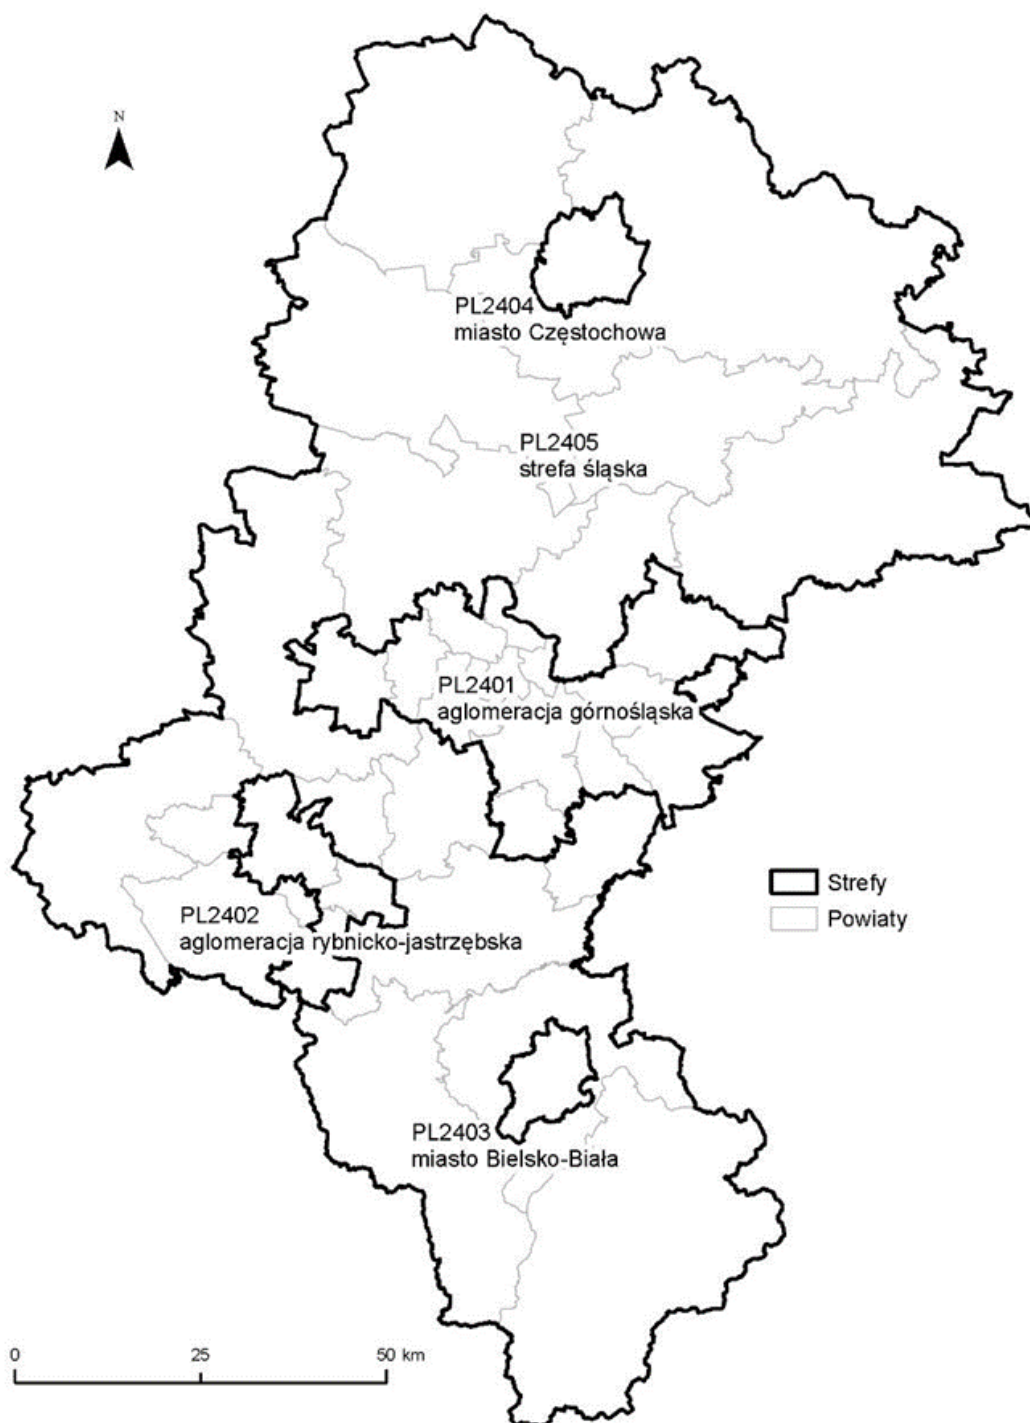 N
PL2404
miasto Częstochowa
PL2405
strefa śląska
PL2401
aglomeracja górnośląska
Strefy
Powiaty
PL2402
aglomeracja rybnicko-jastrzębska
PL2403
miasto Bielsko-Biała
0 25 50 km